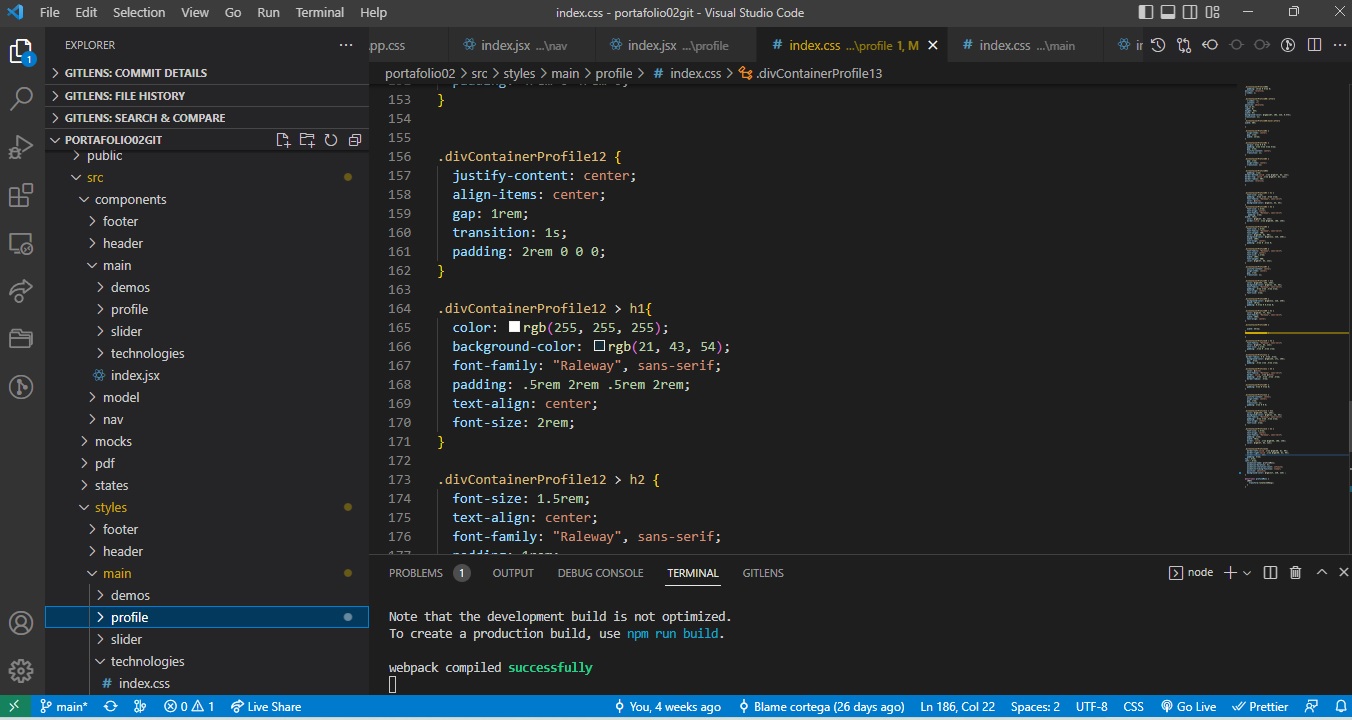 File Edit Selection View Go Run Terminal Help
index.css - portafolio02git - Visual Studio Code
EXPLORER
1
GITLENS: COMMIT DETAILS
GITLENS: FILE HISTORY
GITLENS: SEARCH & COMPARE
PORTAFOLIO02GIT
public
src
components
footer
header
main
demos
profile
slider
technologies
index.jsx
model
nav
mocks
pdf
states
styles
footer
header
main
demos
profile
slider
technologies
# index.css
pp.css index.jsx ...\nav index.jsx ...\profile # index.css ...\profile 1, M # index.css ...\main
portafolio02 > src > styles > main > profile > # index.css > .divContainerProfile13
153 }
154
155
156 .divContainerProfile12 {
157 justify-content: center;
158 align-items: center;
159 gap: 1rem;
160 transition: 1s;
161 padding: 2rem 0 0 0;
162 }
163
164 .divContainerProfile12 > h1{
165 color: rgb(255, 255, 255);
166 background-color: rgb(21, 43, 54);
167 font-family: "Raleway", sans-serif;
168 padding: .5rem 2rem .5rem 2rem;
169 text-align: center;
170 font-size: 2rem;
171 }
172
173 .divContainerProfile12 > h2 {
174 font-size: 1.5rem;
175 text-align: center;
176 font-family: "Raleway", sans-serif;
PROBLEMS 1 OUTPUT DEBUG CONSOLE TERMINAL GITLENS
node
Note that the development build is not optimized.
To create a production build, use npm run build.
webpack compiled successfully
main* 0 1 Live Share You, 4 weeks ago Blame cortega (26 days ago) Ln 186, Col 22 Spaces: 2 UTF-8 CSS Go Live Prettier